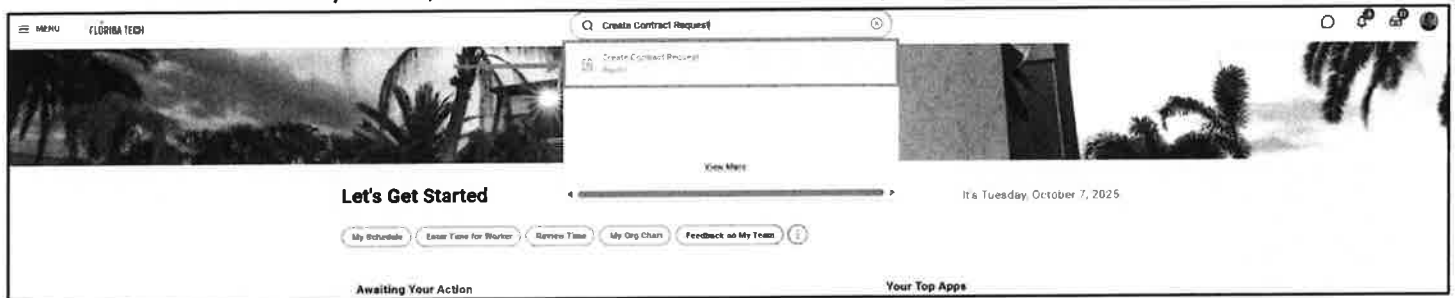 MENU FLORIDA TECH
Create Contract Request
Create Contract Request
View More
Let's Get Started
It's Tuesday, October 7, 2025
My Schedule Enter Time for Worker Review Time My Org Chart Feedback on My Team
Awaiting Your Action Your Top Apps